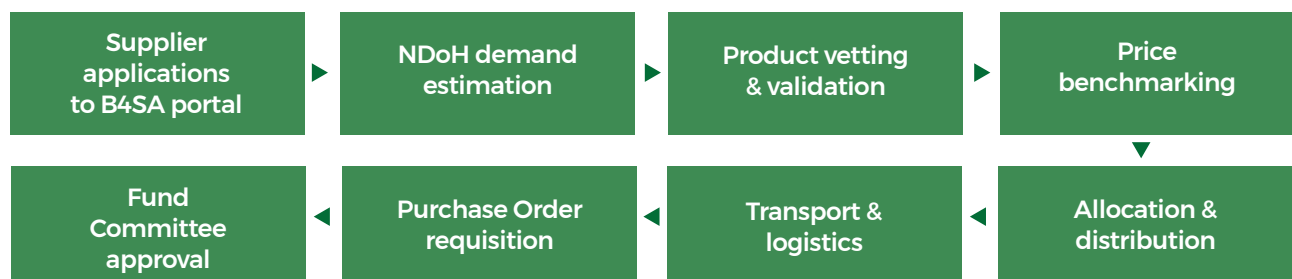 Supplier
applications
to B4SA portal
NDoH demand
estimation
Product vetting
& validation
Price
benchmarking
Allocation &
distribution
Transport &
logistics
Purchase Order
requisition
Fund
Committee
approval